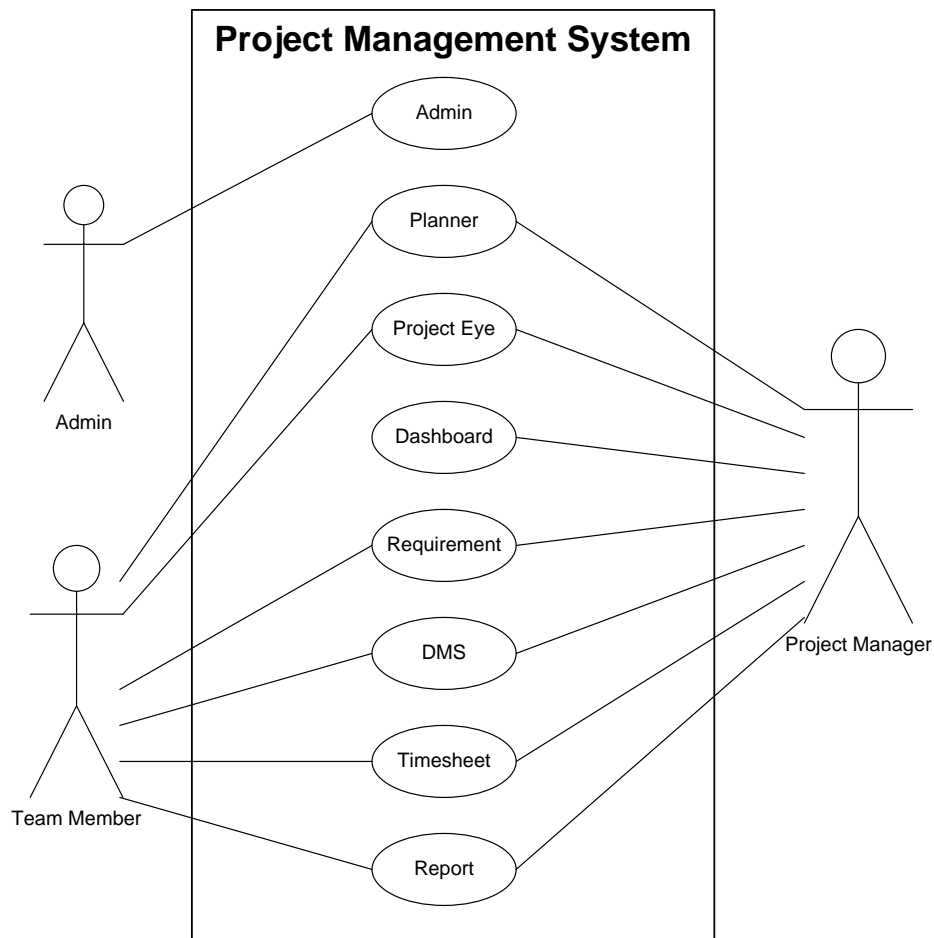 Project Management System
Admin
Planner
Project Eye
Admin
Dashboard
Requirement
DMS
Project Manager
Timesheet
Team Member
Report